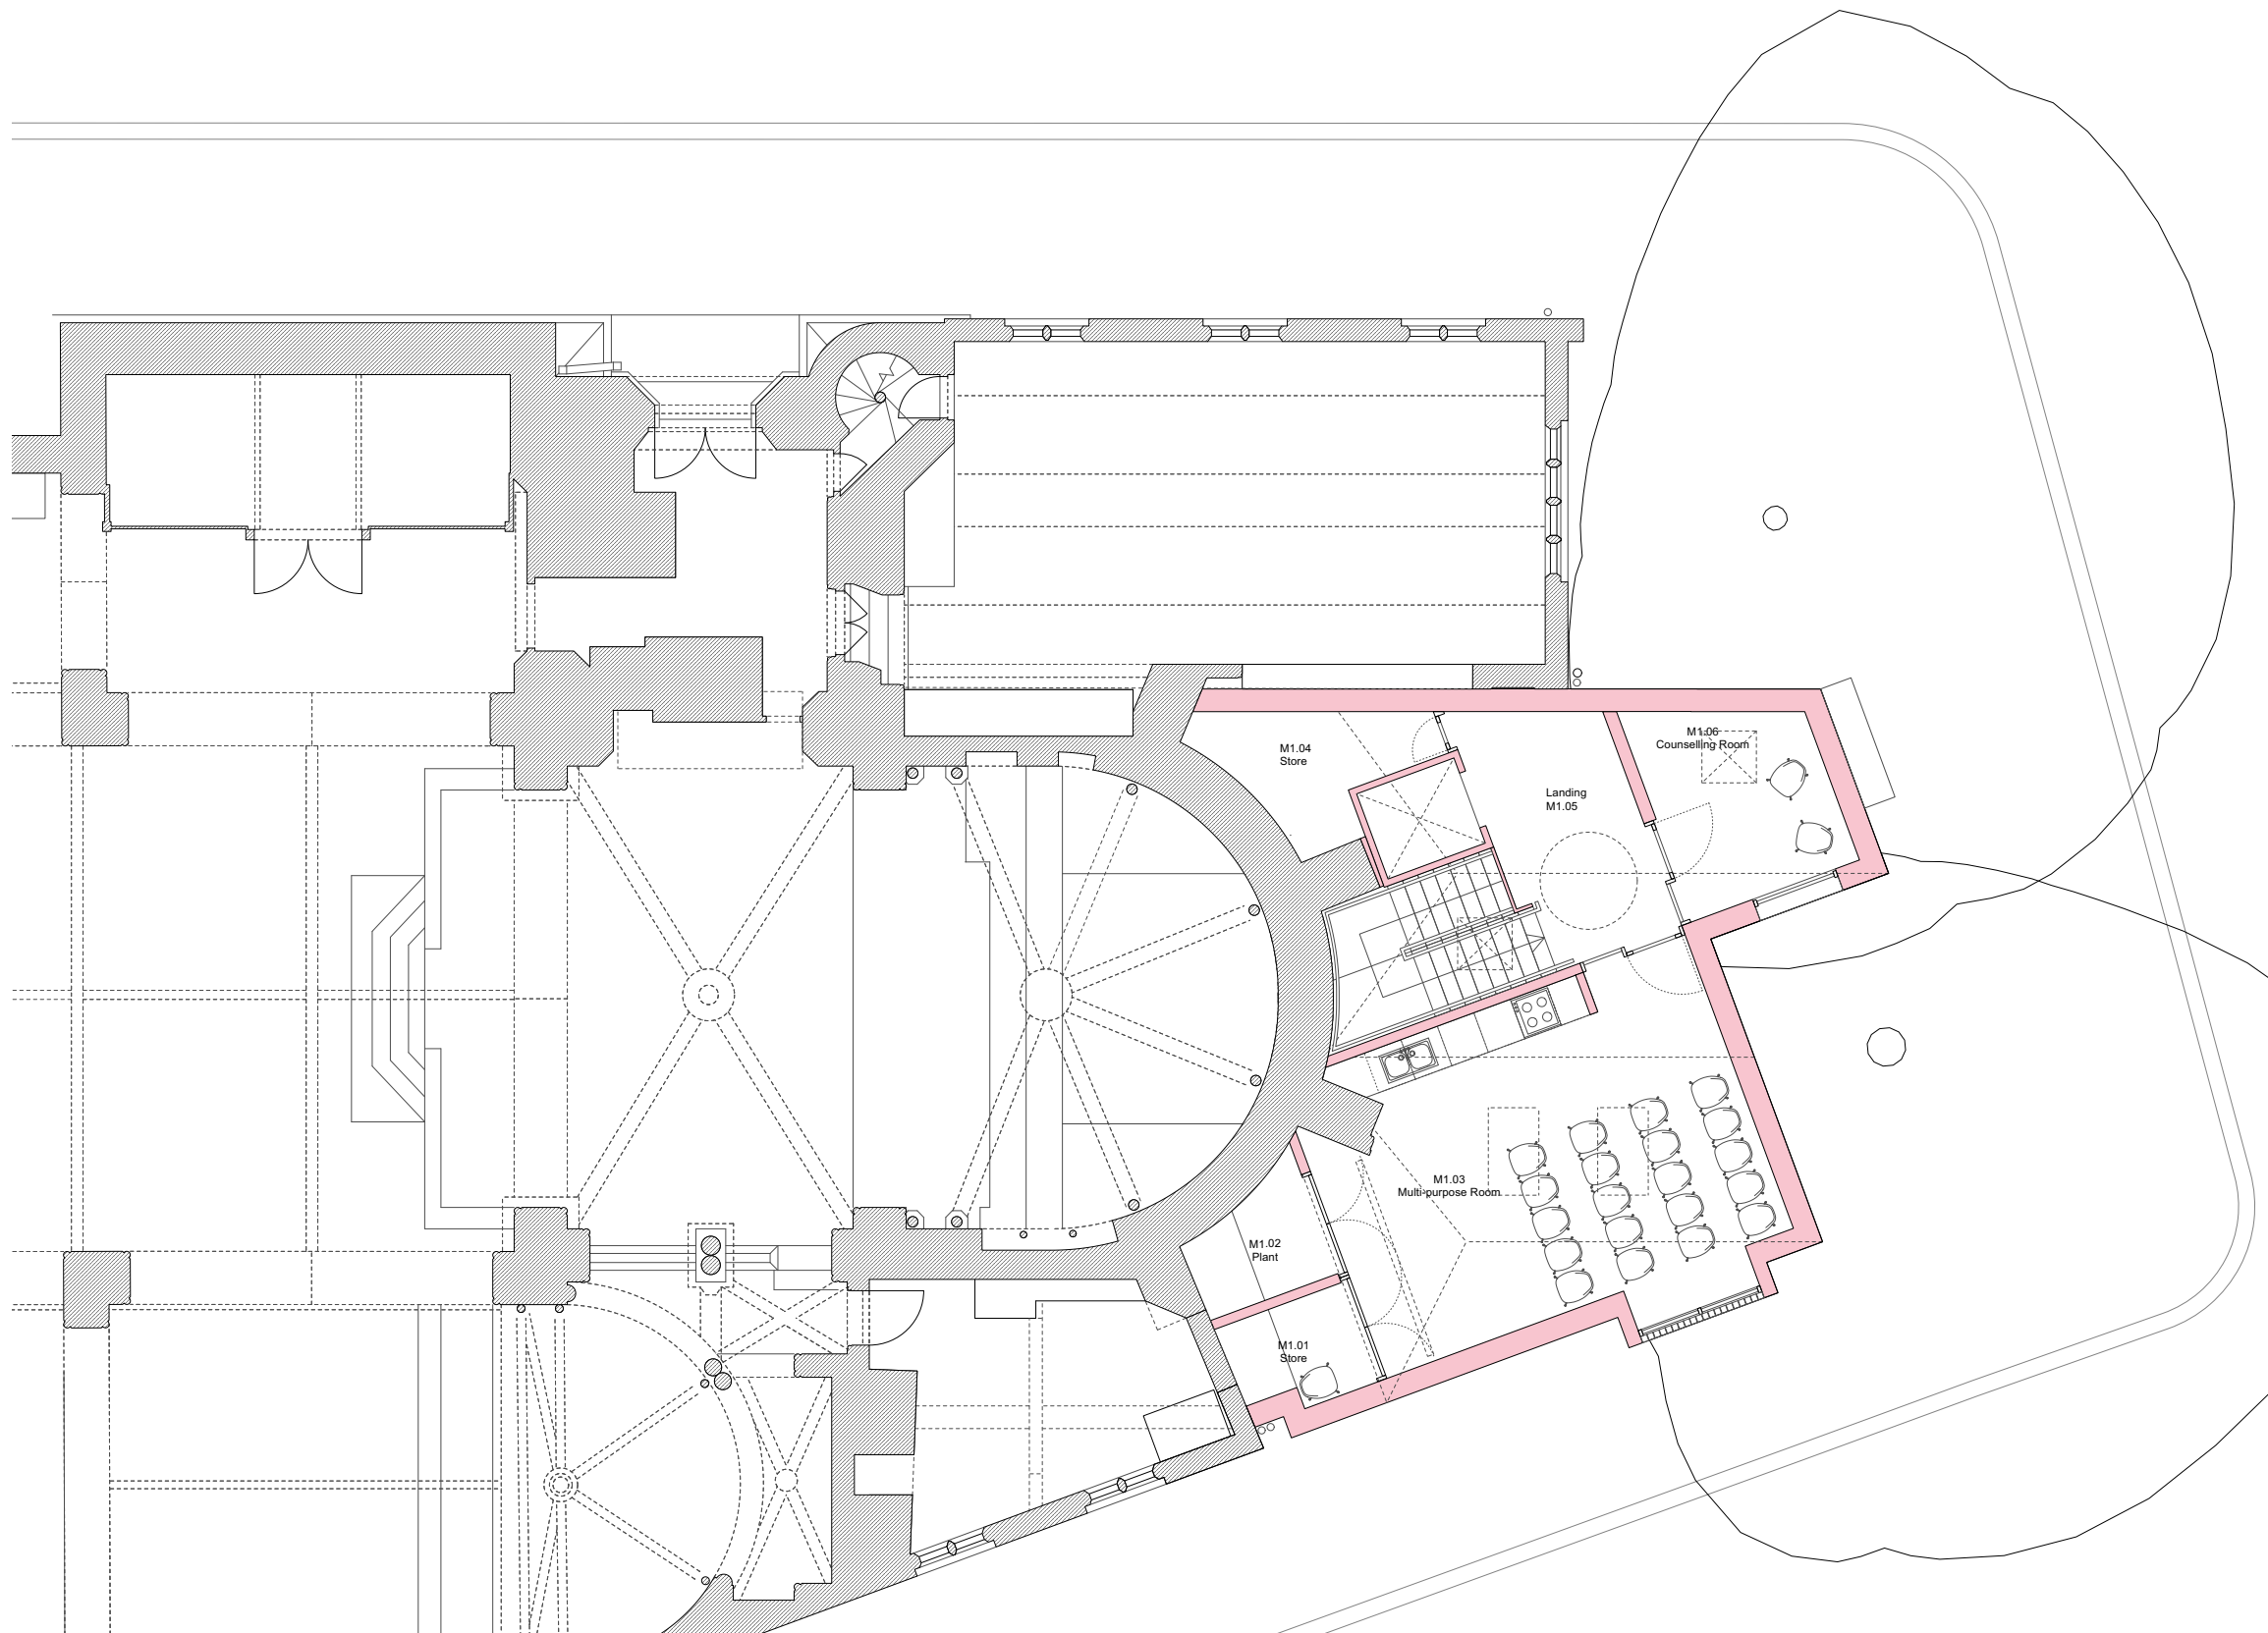 M1.06
Counselling Room
M1.04
Store
Landing
M1.05
M1.03
Multi-purpose Room
M1.02
Plant
M1.01
Store